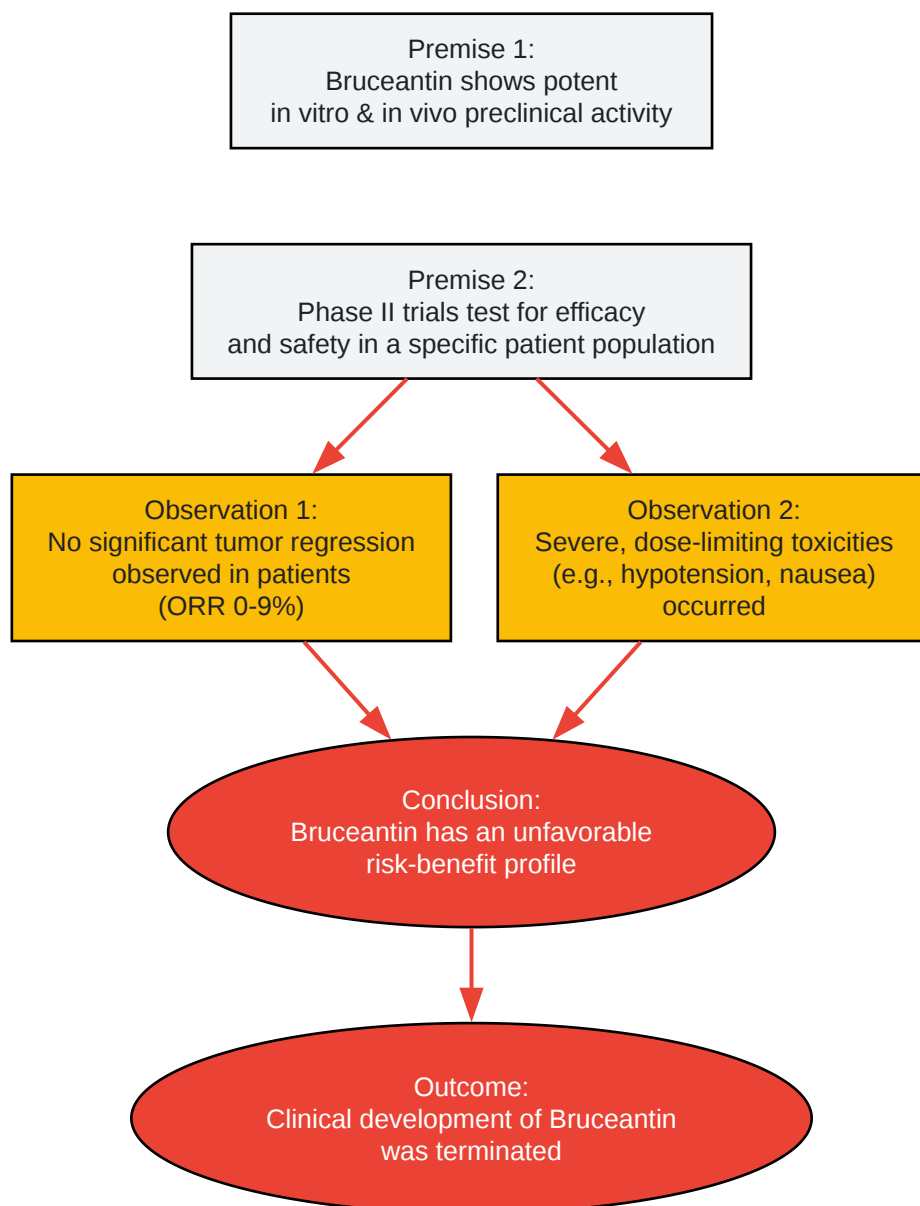 Premise 1:
Bruceantin shows potent
in vitro & in vivo preclinical activity
Premise 2:
Phase II trials test for efficacy
and safety in a specific patient population
Observation 1:
No significant tumor regression
observed in patients
(ORR 0-9%)
Observation 2:
Severe, dose-limiting toxicities
(e.g., hypotension, nausea)
occurred
Conclusion:
Bruceantin has an unfavorable
risk-benefit profile
Outcome:
Clinical development of Bruceantin
was terminated